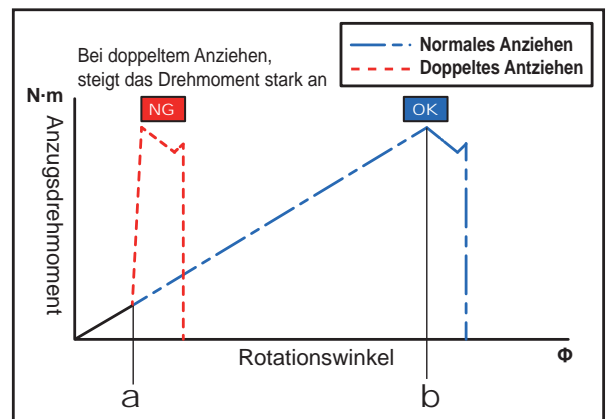 Bei doppeltem Anziehen,
steigt das Drehmoment stark an
Normales Anziehen
Doppeltes Antziehen
N·m
NG
OK
Anzugsdrehmoment
Rotationswinkel
Φ
a
b